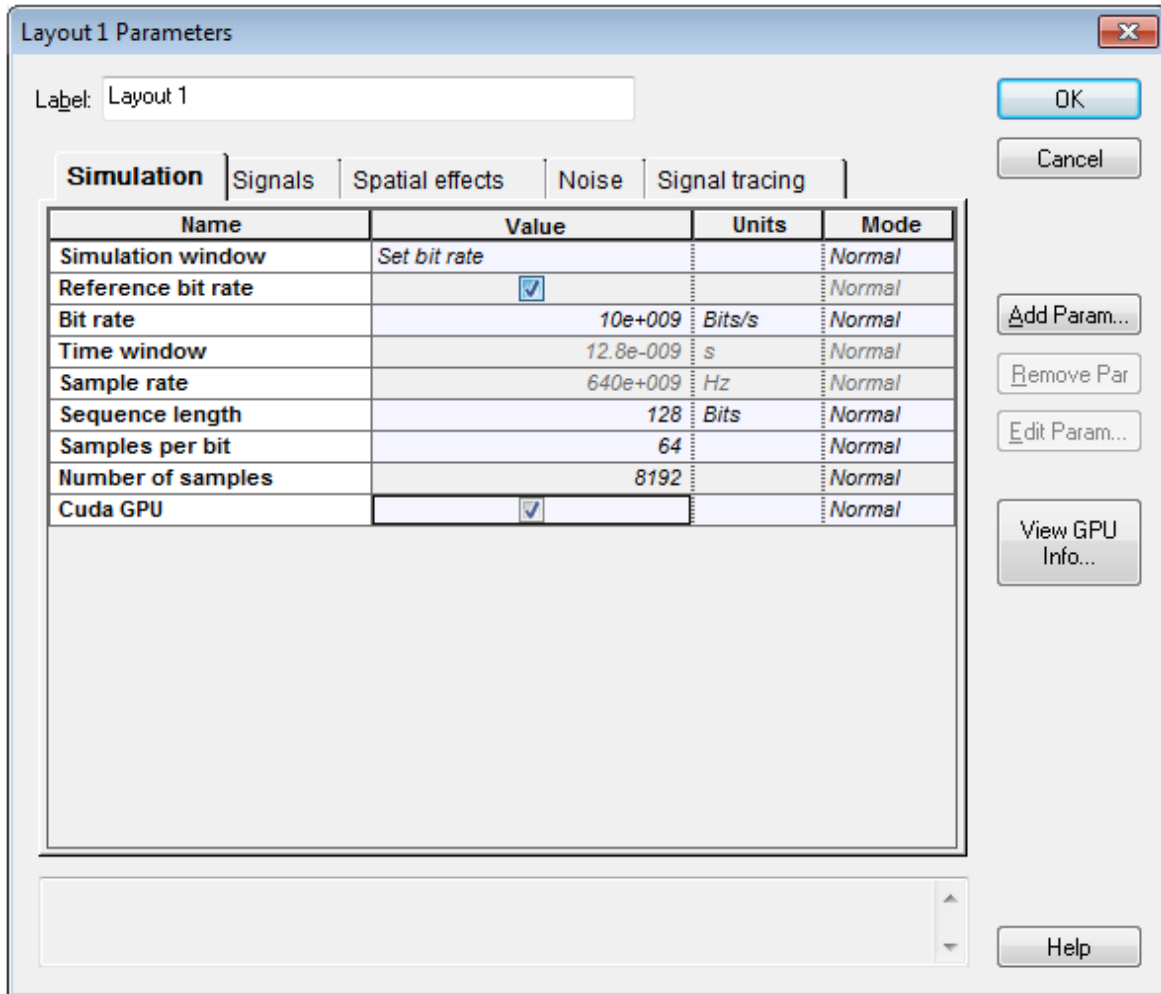 Layout 1 Parameters
Label: Layout 1
OK
Cancel
Simulation Signals Spatial effects Noise Signal tracing
Name Value Units Mode
Simulation window Set bit rate Normal
Reference bit rate Normal
Bit rate 10e+009 Bits/s Normal
Time window 12.8e-009 s Normal
Sample rate 640e+009 Hz Normal
Sequence length 128 Bits Normal
Samples per bit 64 Normal
Number of samples 8192 Normal
Cuda GPU Normal
Add Param...
Remove Par
Edit Param...
View GPU
Info...
Help